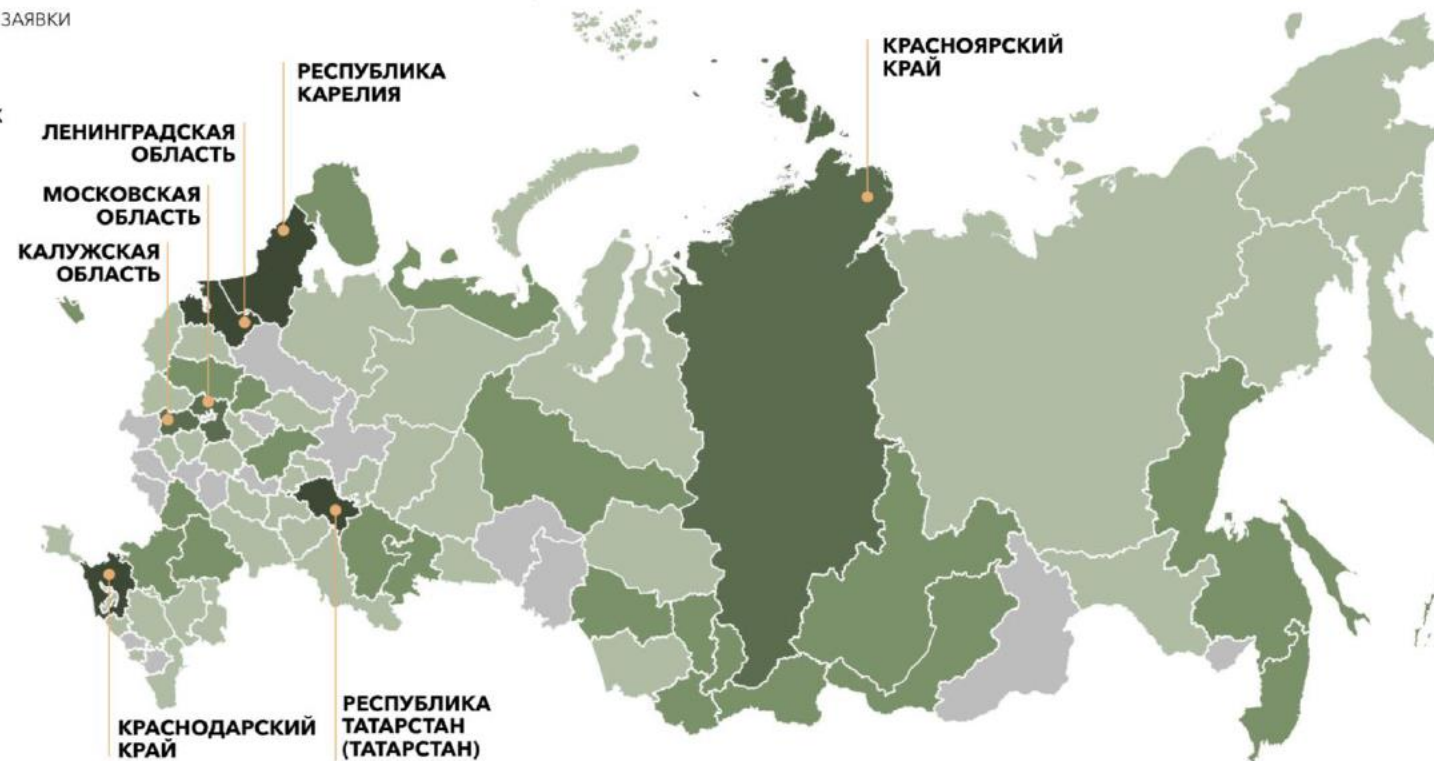 ЗАЯВКИ
КРАСНОЯРСКИЙ
КРАЙ
РЕСПУБЛИКА
КАРЕЛИЯ
ЛЕНИНГРАДСКАЯ
ОБЛАСТЬ
МОСКОВСКАЯ
ОБЛАСТЬ
КАЛУЖСКАЯ
ОБЛАСТЬ
КРАСНОДАРСКИЙ
КРАЙ
РЕСПУБЛИКА
ТАТАРСТАН
(ТАТАРСТАН)